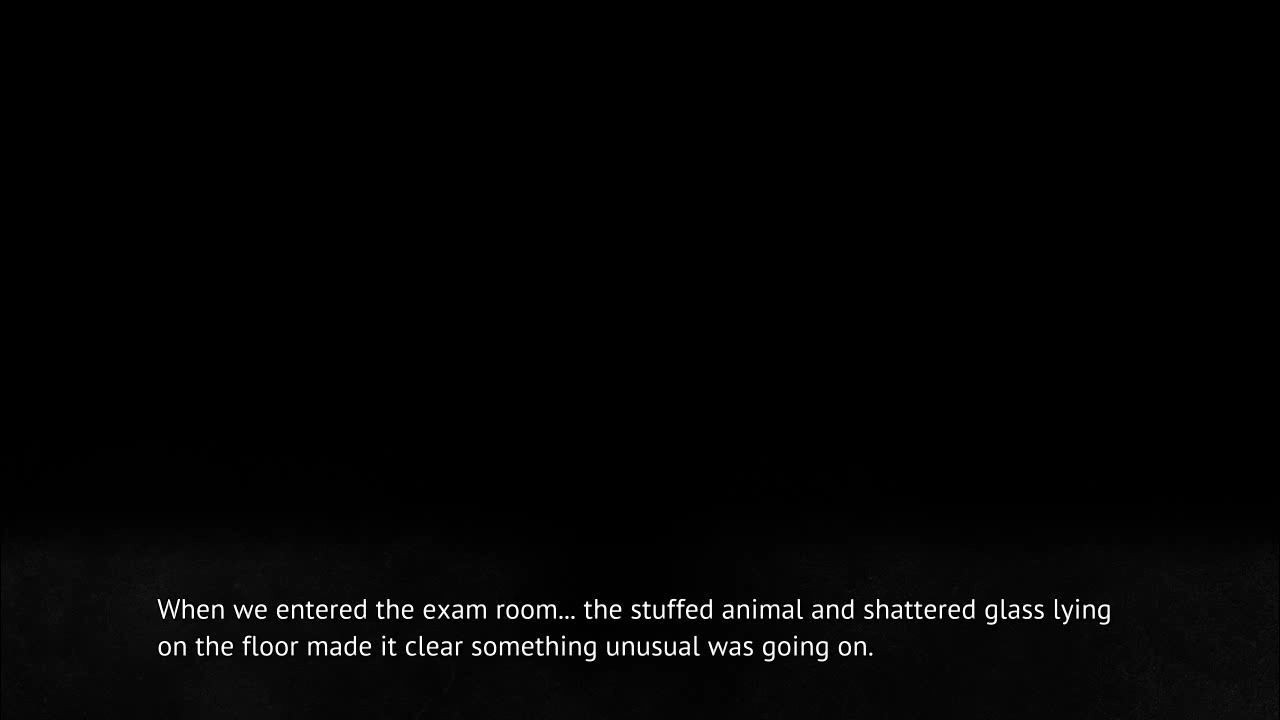 When we entered the exam room... the stuffed animal and shattered glass lying
on the floor made it clear something unusual was going on.